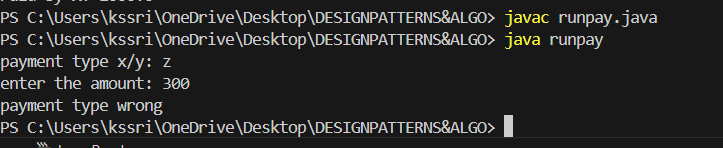 PS C:\Users\kssri\OneDrive\Desktop\DESIGNPATTERNS&ALGO> javac runpay.java
PS C:\Users\kssri\OneDrive\Desktop\DESIGNPATTERNS&ALGO> java runpay
payment type x/y: z
enter the amount: 300
payment type wrong
PS C:\Users\kssri\OneDrive\Desktop\DESIGNPATTERNS&ALGO>